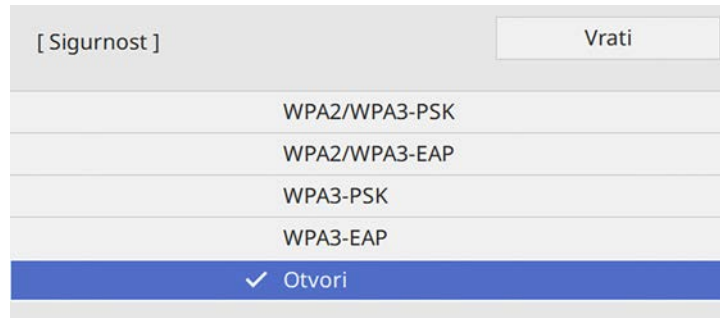 [ Sigurnost ]
Vrati
WPA2/WPA3-PSK
WPA2/WPA3-EAP
WPA3-PSK
WPA3-EAP
Otvori